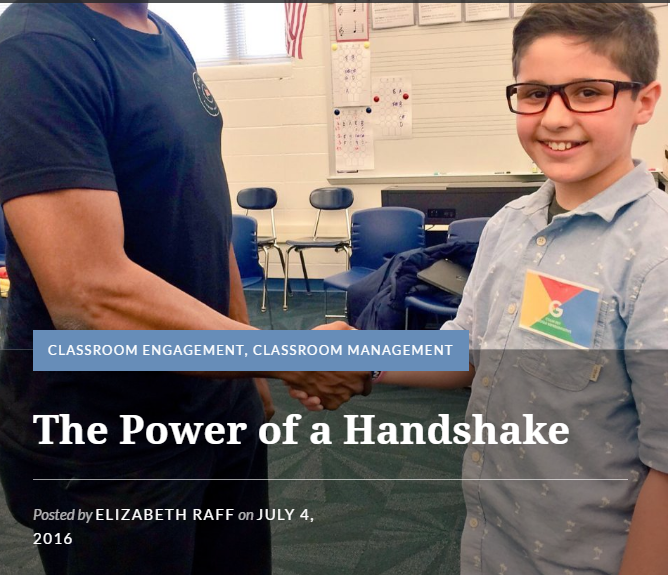 G
CLASSROOM ENGAGEMENT, CLASSROOM MANAGEMENT
The Power of a Handshake
Posted by ELIZABETH RAFF on JULY 4,
2016